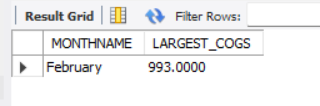 Result Grid Filter Rows:
MONTHNAME LARGEST_COGS
February 993.0000